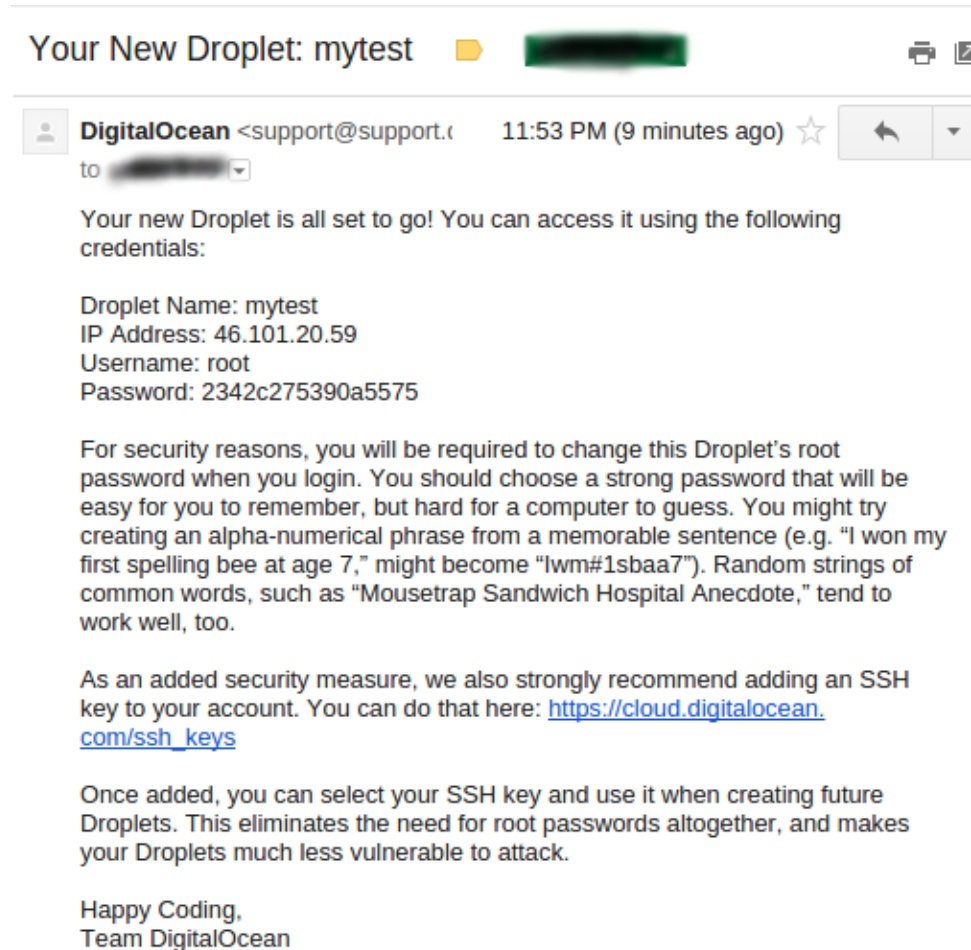 Your New Droplet: mytest
DigitalOcean <support@support. 11:53 PM (9 minutes ago)
to
Your new Droplet is all set to go! You can access it using the following
credentials:
Droplet Name: mytest
IP Address: 46.101.20.59
Username: root
Password: 2342c275390a5575
For security reasons, you will be required to change this Droplet’s root
password when you login. You should choose a strong password that will be
easy for you to remember, but hard for a computer to guess. You might try
creating an alpha-numerical phrase from a memorable sentence (e.g. “I won my
first spelling bee at age 7,” might become “Iwm#1sbaa7”). Random strings of
common words, such as “Mousetrap Sandwich Hospital Anecdote,” tend to
work well, too.
As an added security measure, we also strongly recommend adding an SSH
key to your account. You can do that here: https://cloud.digitalocean.
com/ssh_keys
Once added, you can select your SSH key and use it when creating future
Droplets. This eliminates the need for root passwords altogether, and makes
your Droplets much less vulnerable to attack.
Happy Coding,
Team DigitalOcean